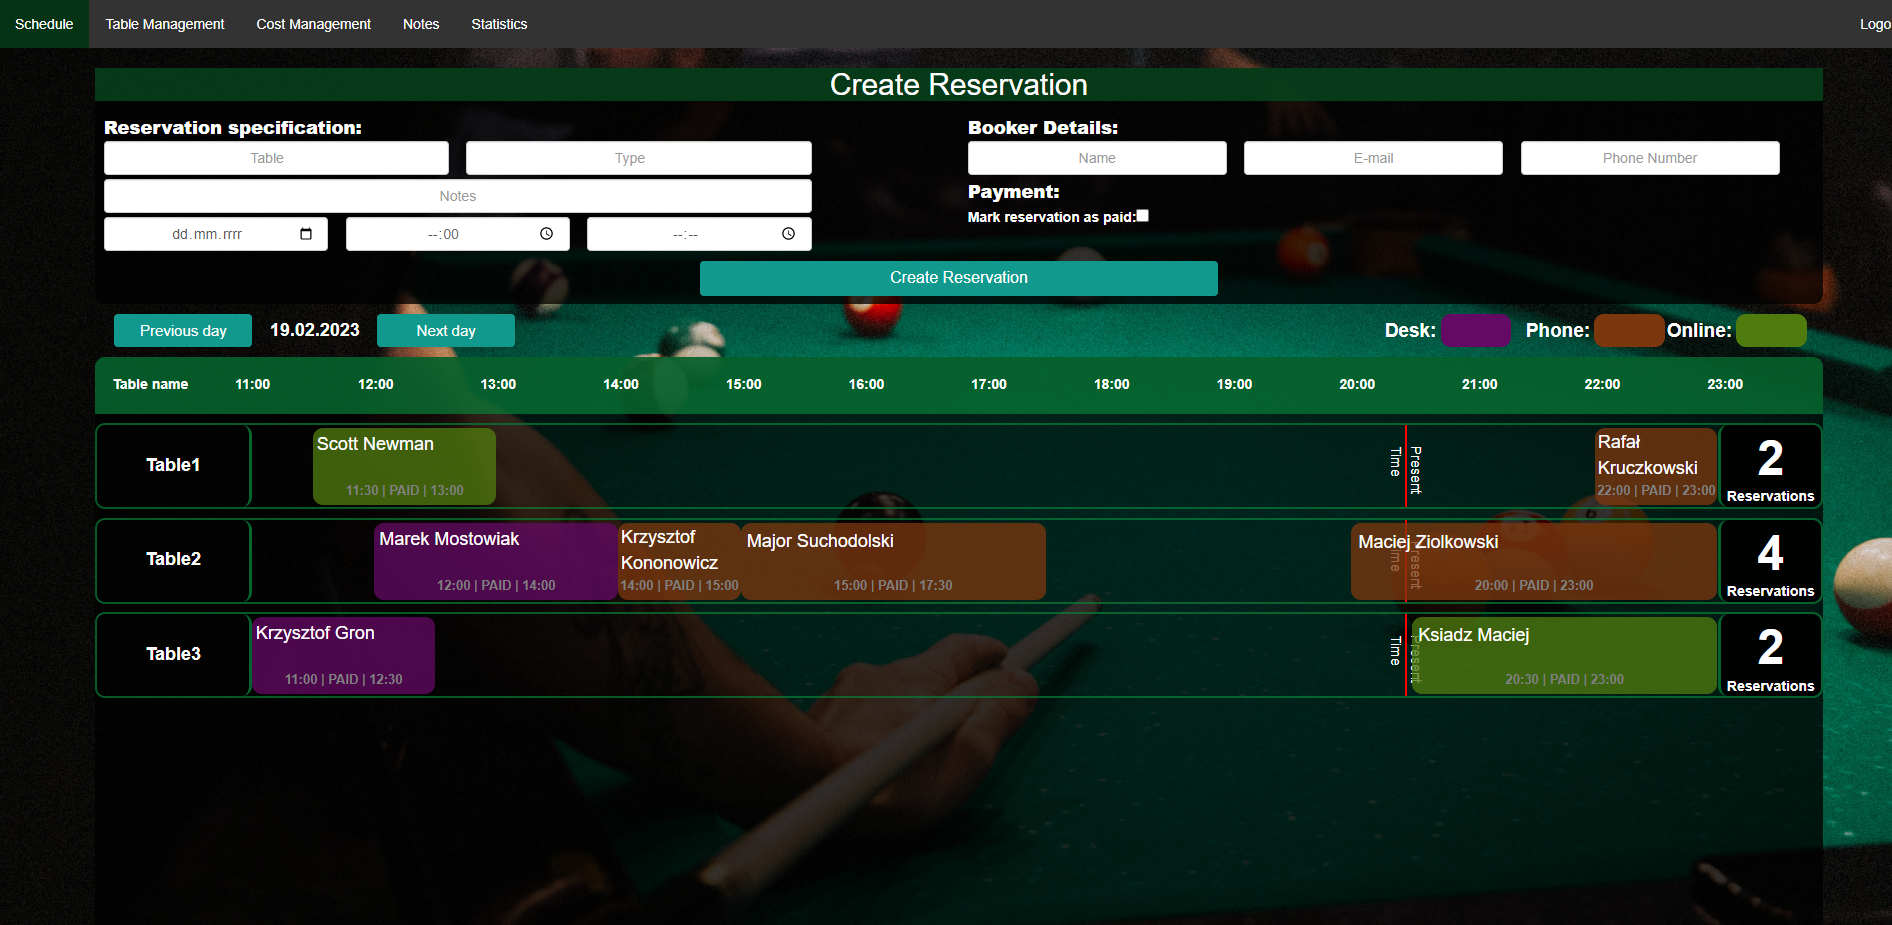 Schedule Table Management Cost Management Notes Statistics Logo
Create Reservation
Reservation specification: Booker Details:
Table Type Name E-mail Phone Number
Notes
Payment:
Mark reservation as paid:
dd.mm.rrrr --:00 --:--
Create Reservation
Previous day 19.02.2023 Next day Desk: Phone: Online:
Table name 11:00 12:00 13:00 14:00 15:00 16:00 17:00 18:00 19:00 20:00 21:00 22:00 23:00
Table1
Scott Newman
11:30 | PAID | 13:00
Present
Time
Rafał
Kruczkowski
22:00 | PAID | 23:00
2
Reservations
Table2
Marek Mostowiak
12:00 | PAID | 14:00
Krzysztof
Kononowicz
14:00 | PAID | 15:00
Major Suchodolski
15:00 | PAID | 17:30
Present
Time
Maciej Ziolkowski
20:00 | PAID | 23:00
4
Reservations
Table3
Krzysztof Gron
11:00 | PAID | 12:30
Present
Time
Ksiadz Maciej
20:30 | PAID | 23:00
2
Reservations